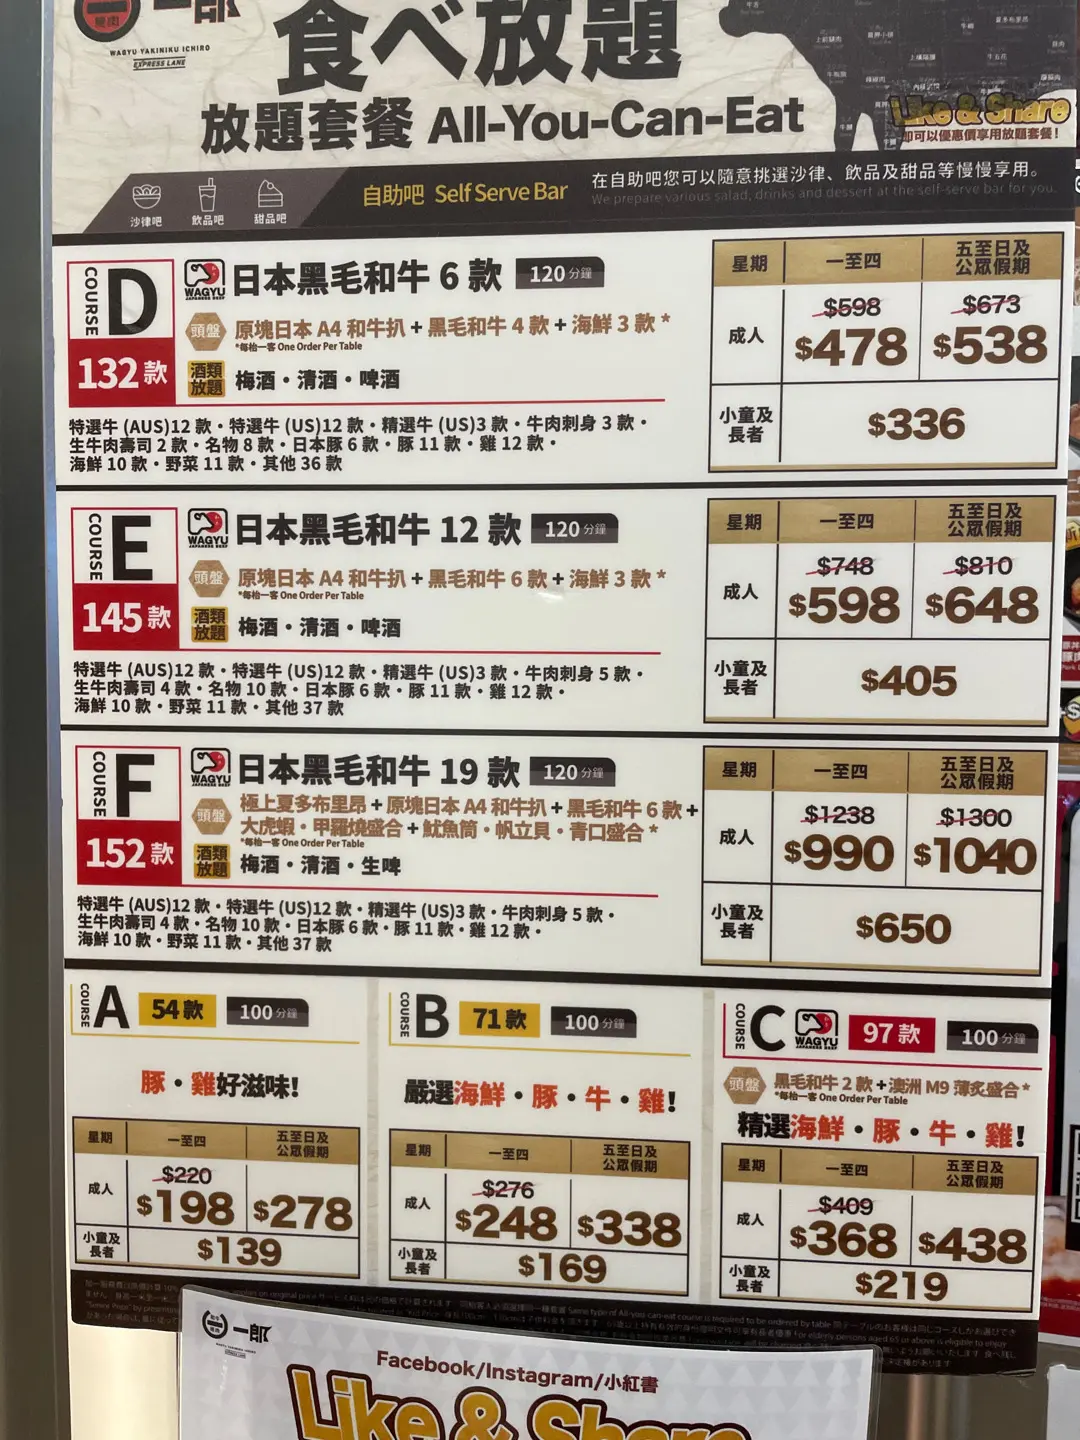 一郎
WAGYU YAKINIKU ICHIRO
EXPRESS LANE
食べ放題
放題套餐 All-You-Can-Eat
Like & Share
即可以優惠價享用放題套餐！
沙律吧
飲品吧
甜品吧
自助吧 Self Serve Bar
在自助吧您可以隨意挑選沙律、飲品及甜品等慢慢享用。
We prepare various salad, drinks and dessert at the self-serve bar for you.
COURSE D
132款
WAGYU
JAPANESE BEEF
日本黑毛和牛 6 款 120分鐘
頭盤 原塊日本 A4 和牛扒 + 黑毛和牛 4 款 + 海鮮 3 款 *
*每枱一客 One Order Per Table
酒類放題 梅酒・清酒・啤酒
特選牛 (AUS)12 款・特選牛 (US)12 款・精選牛 (US)3 款・牛肉刺身 3 款・
生牛肉壽司 2 款・名物 8 款・日本豚 6 款・豚 11 款・雞 12 款・
海鮮 10 款・野菜 11 款・其他 36 款
星期 一至四 五至日及公眾假期
成人 $598 $478 $673 $538
小童及長者 $336
COURSE E
145款
WAGYU
JAPANESE BEEF
日本黑毛和牛 12 款 120分鐘
頭盤 原塊日本 A4 和牛扒 + 黑毛和牛 6 款 + 海鮮 3 款 *
*每枱一客 One Order Per Table
酒類放題 梅酒・清酒・啤酒
特選牛 (AUS)12 款・特選牛 (US)12 款・精選牛 (US)3 款・牛肉刺身 5 款・
生牛肉壽司 4 款・名物 10 款・日本豚 6 款・豚 11 款・雞 12 款・
海鮮 10 款・野菜 11 款・其他 37 款
星期 一至四 五至日及公眾假期
成人 $748 $598 $810 $648
小童及長者 $405
COURSE F
152款
WAGYU
JAPANESE BEEF
日本黑毛和牛 19 款 120分鐘
頭盤 極上夏多布里昂 + 原塊日本 A4 和牛扒 + 黑毛和牛 6 款 +
大虎蝦・甲羅燒盛合 + 魷魚筒・帆立貝・青口盛合 *
*每枱一客 One Order Per Table
酒類放題 梅酒・清酒・生啤
特選牛 (AUS)12 款・特選牛 (US)12 款・精選牛 (US)3 款・牛肉刺身 5 款・
生牛肉壽司 4 款・名物 10 款・日本豚 6 款・豚 11 款・雞 12 款・
海鮮 10 款・野菜 11 款・其他 37 款
星期 一至四 五至日及公眾假期
成人 $1238 $990 $1300 $1040
小童及長者 $650
COURSE A 54款 100分鐘
豚・雞好滋味!
星期 一至四 五至日及公眾假期
成人 $220 $198 $278
小童及長者 $139
COURSE B 71款 100分鐘
嚴選海鮮・豚・牛・雞!
星期 一至四 五至日及公眾假期
成人 $276 $248 $338
小童及長者 $169
COURSE C WAGYU JAPANESE BEEF 97款 100分鐘
頭盤 黑毛和牛 2 款 + 澳洲 M9 薄炙盛合 *
*每枱一客 One Order Per Table
精選海鮮・豚・牛・雞!
星期 一至四 五至日及公眾假期
成人 $409 $368 $438
小童及長者 $219
一郎
Facebook/Instagram/小紅書
Like & Share